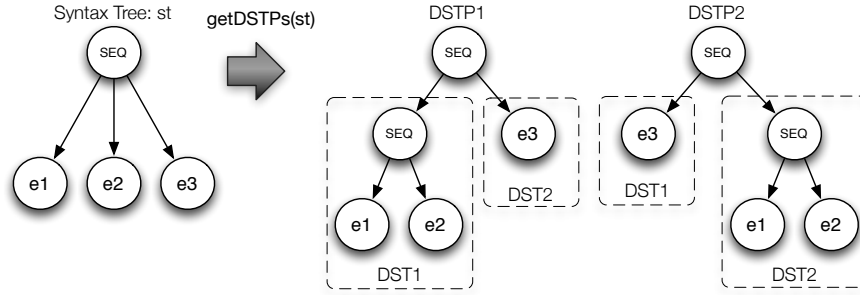 Syntax Tree: st
getDSTPs(st)
DSTP1
DSTP2
SEQ
SEQ
SEQ
SEQ
e3
e3
SEQ
DST2
DST1
e1
e2
e3
e1
e2
e1
e2
DST1
DST2